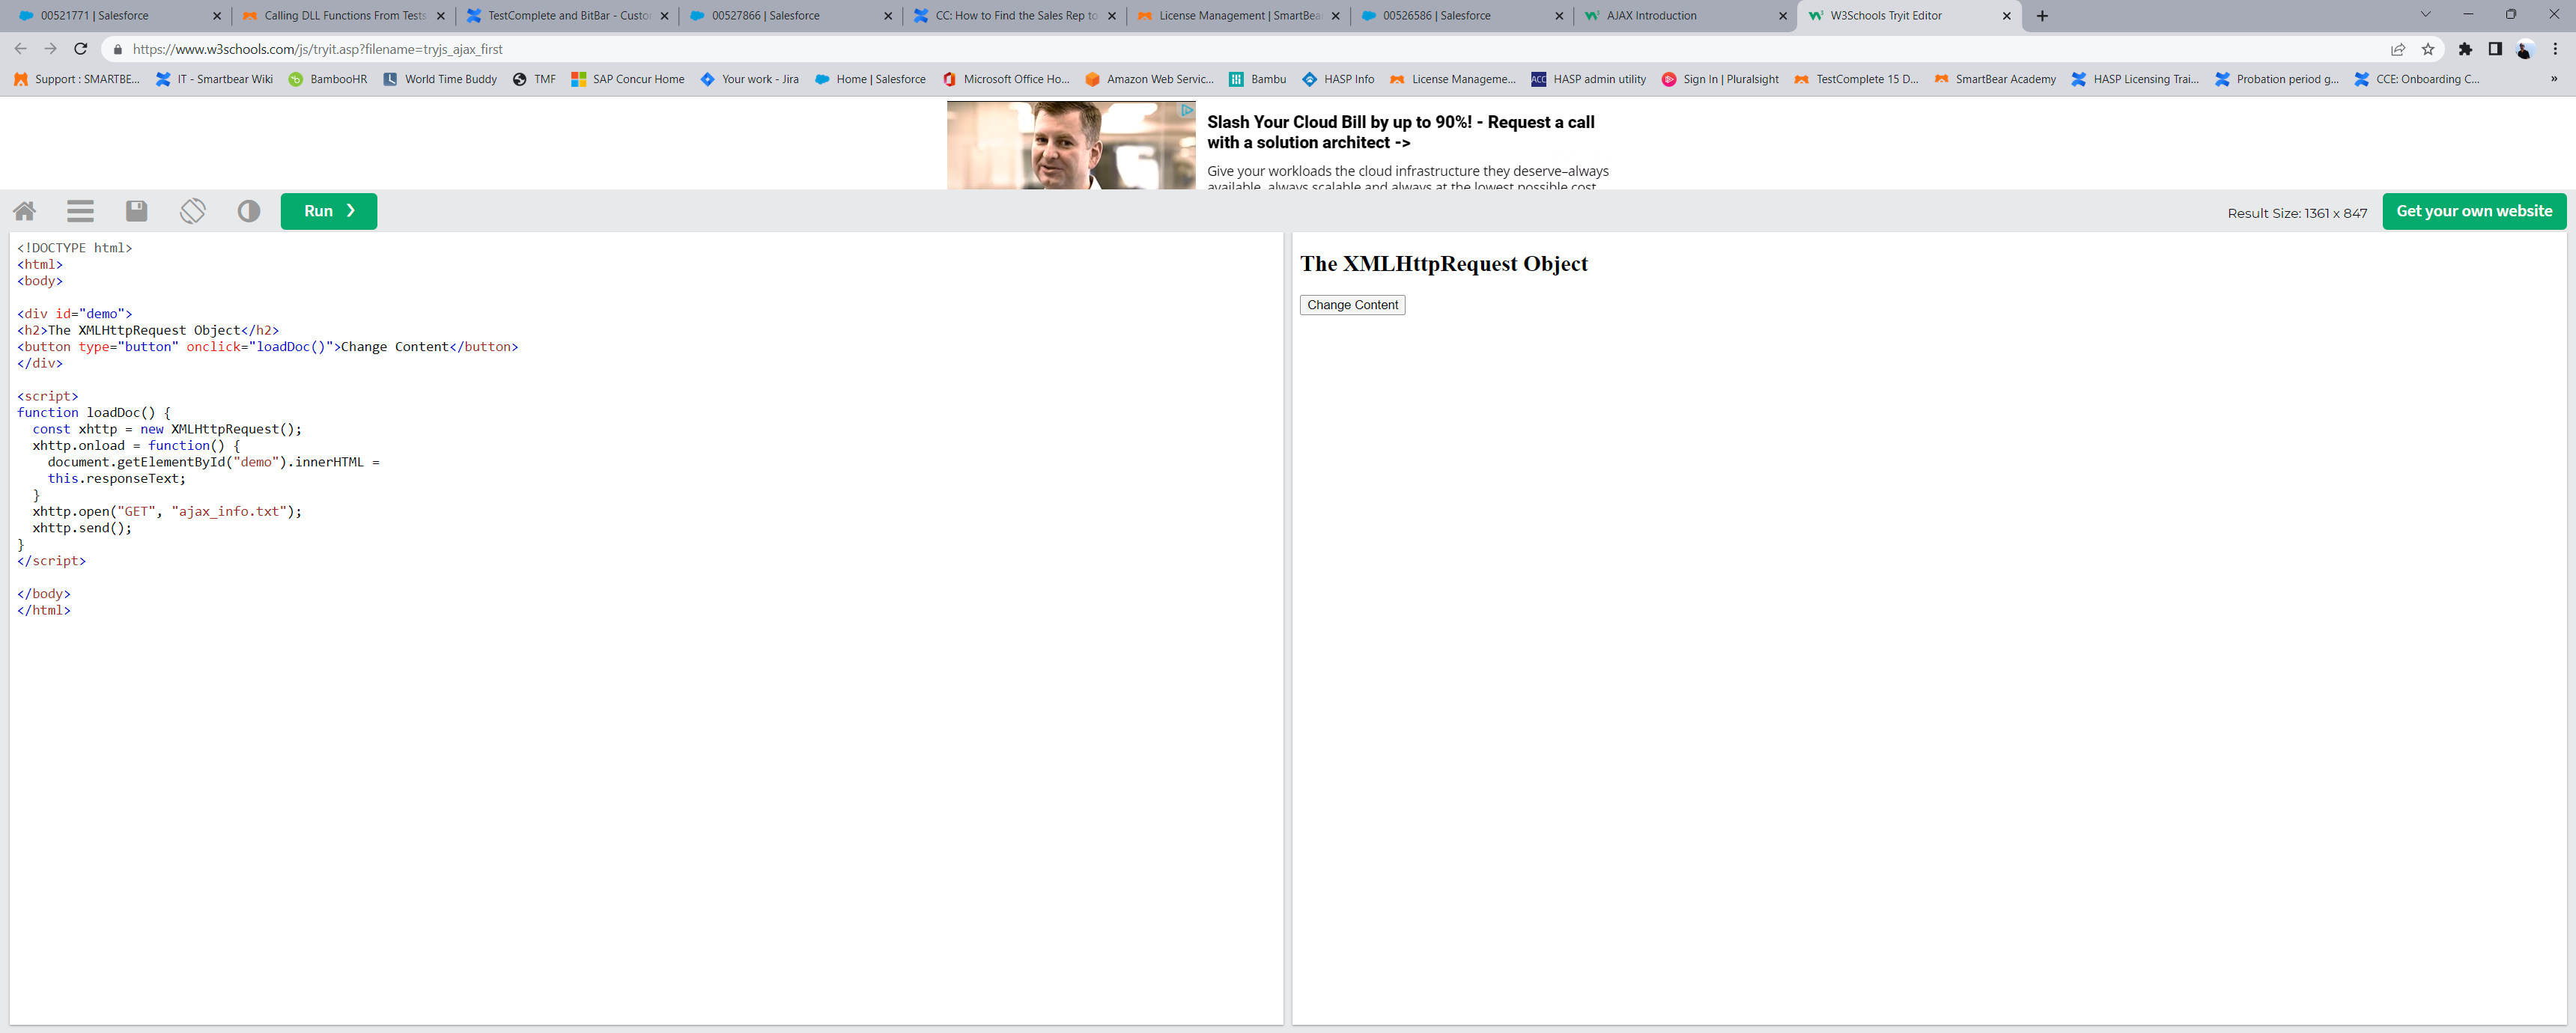 00521771 | Salesforce
Calling DLL Functions From Tests
TestComplete and BitBar - Custo
00527866 | Salesforce
CC: How to Find the Sales Rep to
License Management | SmartBea
00526586 | Salesforce
AJAX Introduction
W3Schools Tryit Editor
https://www.w3schools.com/js/tryit.asp?filename=tryjs_ajax_first
Support : SMARTBE...
IT - Smartbear Wiki
BambooHR
World Time Buddy
TMF
SAP Concur Home
Your work - Jira
Home | Salesforce
Microsoft Office Ho...
Amazon Web Servic...
Bambu
HASP Info
License Manageme...
ACC
HASP admin utility
Sign In | Pluralsight
TestComplete 15 D...
SmartBear Academy
HASP Licensing Trai...
Probation period g...
CCE: Onboarding C...
»
Slash Your Cloud Bill by up to 90%! - Request a call
with a solution architect ->
Give your workloads the cloud infrastructure they deserve–always
available, always scalable and always at the lowest possible cost
Run ❯
Result Size: 1361 x 847
Get your own website
<!DOCTYPE html>
<html>
<body>
<div id="demo">
<h2>The XMLHttpRequest Object</h2>
<button type="button" onclick="loadDoc()">Change Content</button>
</div>
<script>
function loadDoc() {
const xhttp = new XMLHttpRequest();
xhttp.onload = function() {
document.getElementById("demo").innerHTML =
this.responseText;
}
xhttp.open("GET", "ajax_info.txt");
xhttp.send();
}
</script>
</body>
</html>
The XMLHttpRequest Object
Change Content